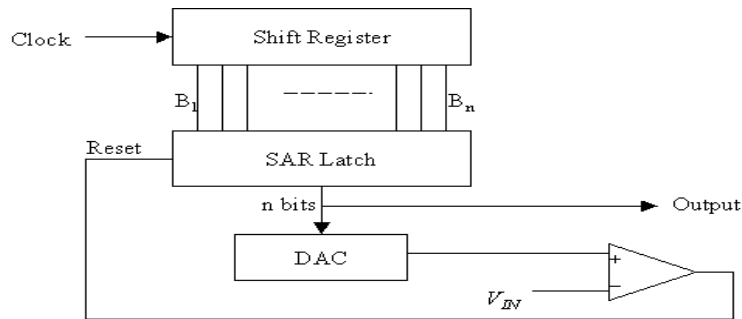 Shift Register
Clock
B1
Bn
Reset
SAR Latch
n bits
Output
DAC
+
−
VIN